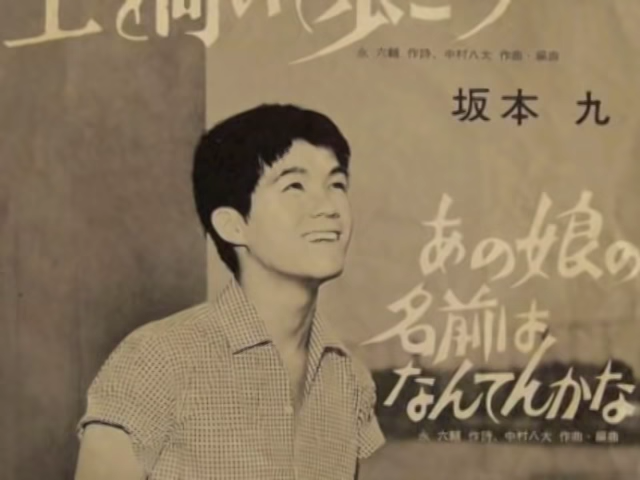 上を向いて歩こう
永 六輔 作詩、中村八大 作曲・編曲
坂本 九
あの娘の
名前は
なんてんかな
永 六輔 作詩、中村八大 作曲・編曲